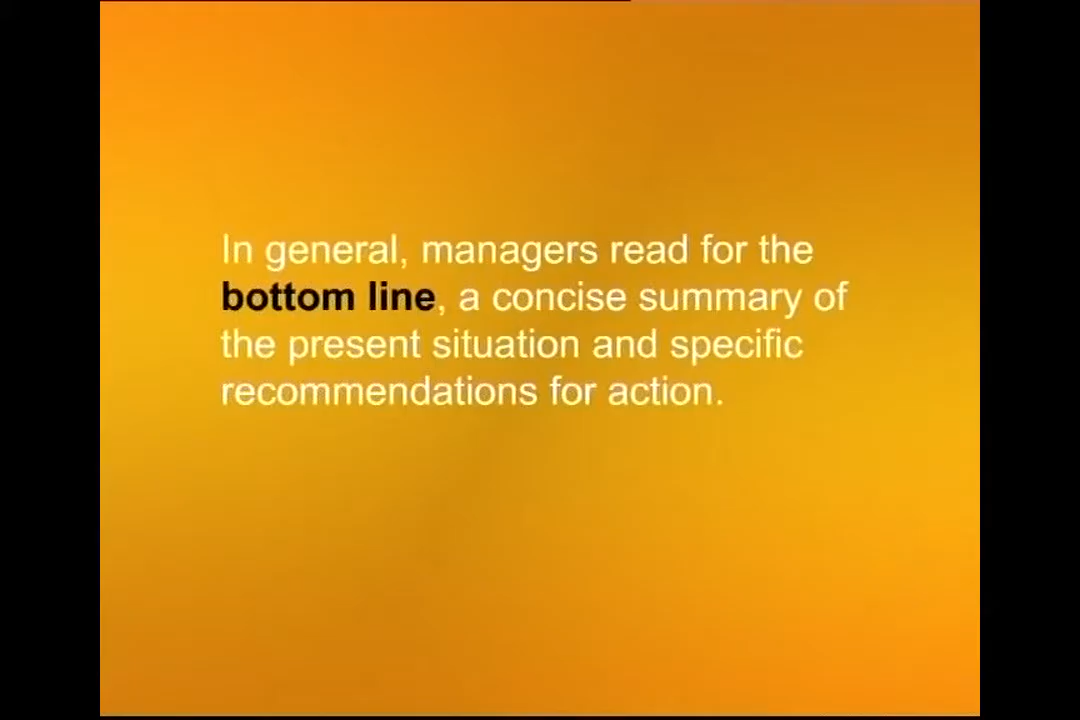 In general, managers read for the
bottom line, a concise summary of
the present situation and specific
recommendations for action.